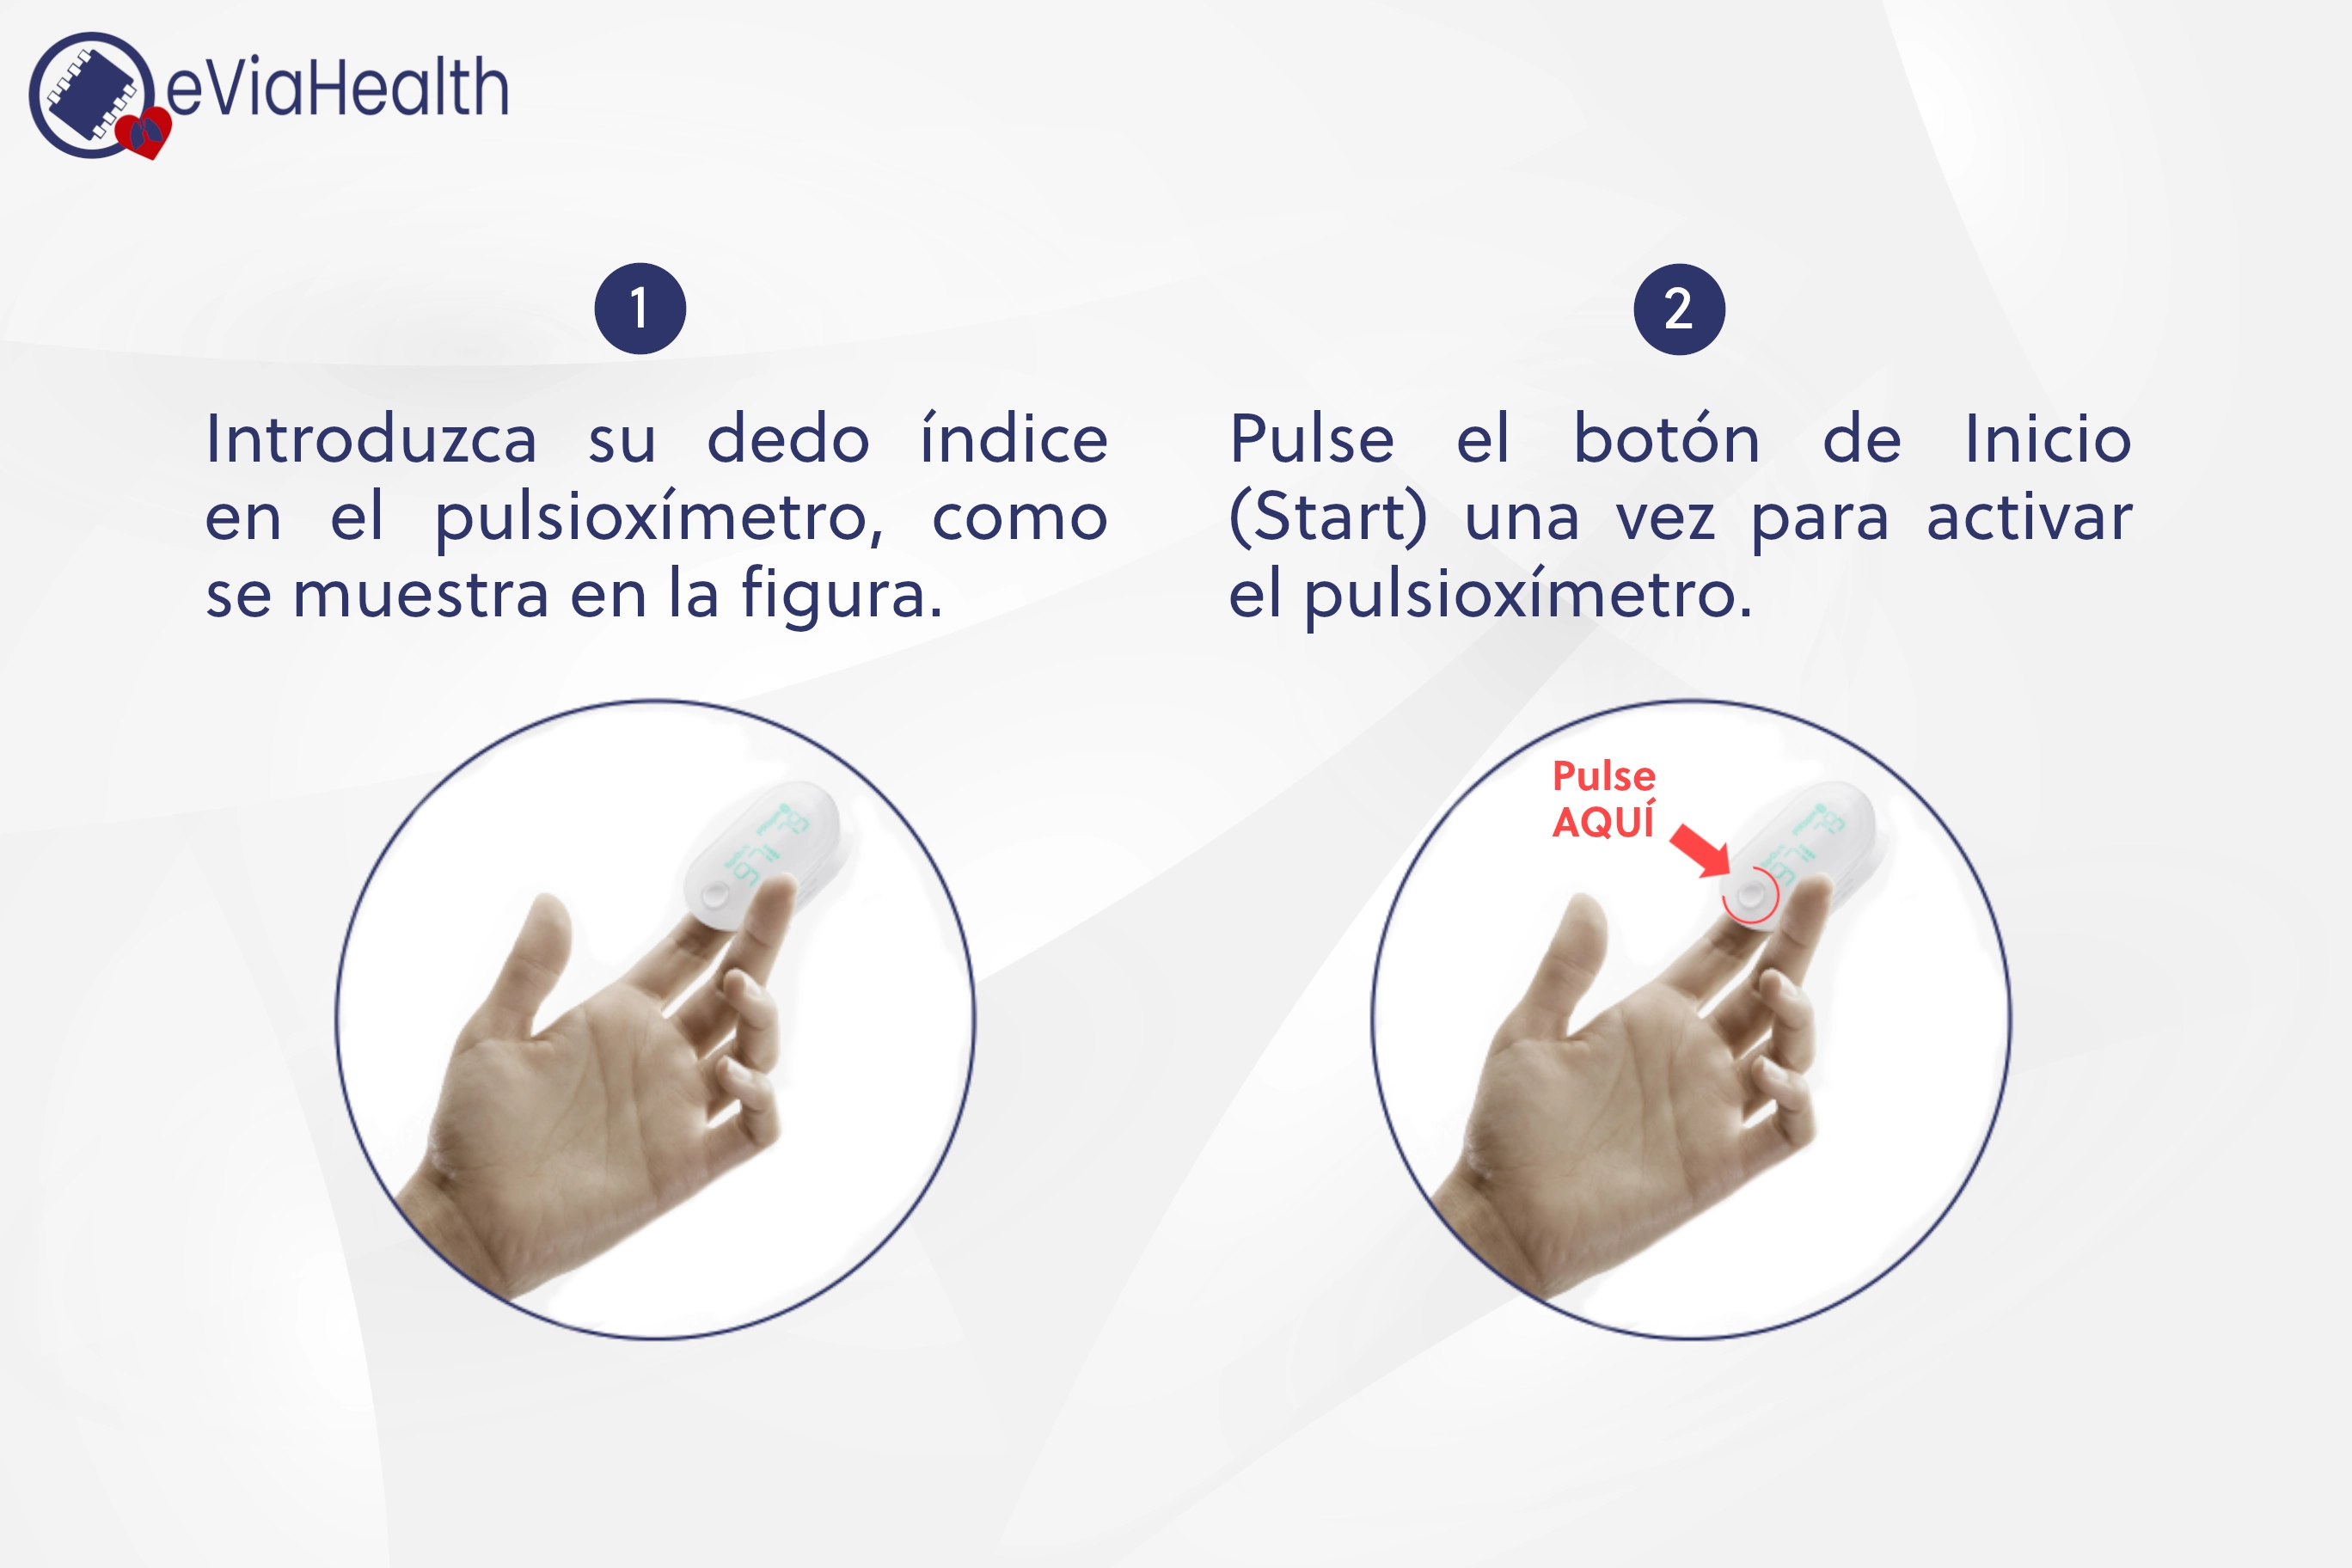 eViaHealth
1
Introduzca su dedo índice
en el pulsioxímetro, como
se muestra en la figura.
2
Pulse el botón de Inicio
(Start) una vez para activar
el pulsioxímetro.
Pulse
AQUÍ